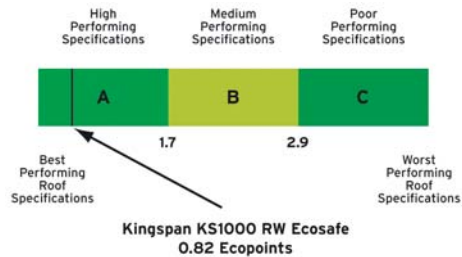 High
Performing
Specifications
Medium
Performing
Specifications
Poor
Performing
Specifications
A
B
C
1.7
2.9
Best
Performing
Roof
Specifications
Worst
Performing
Roof
Specifications
Kingspan KS1000 RW Ecosafe
0.82 Ecopoints